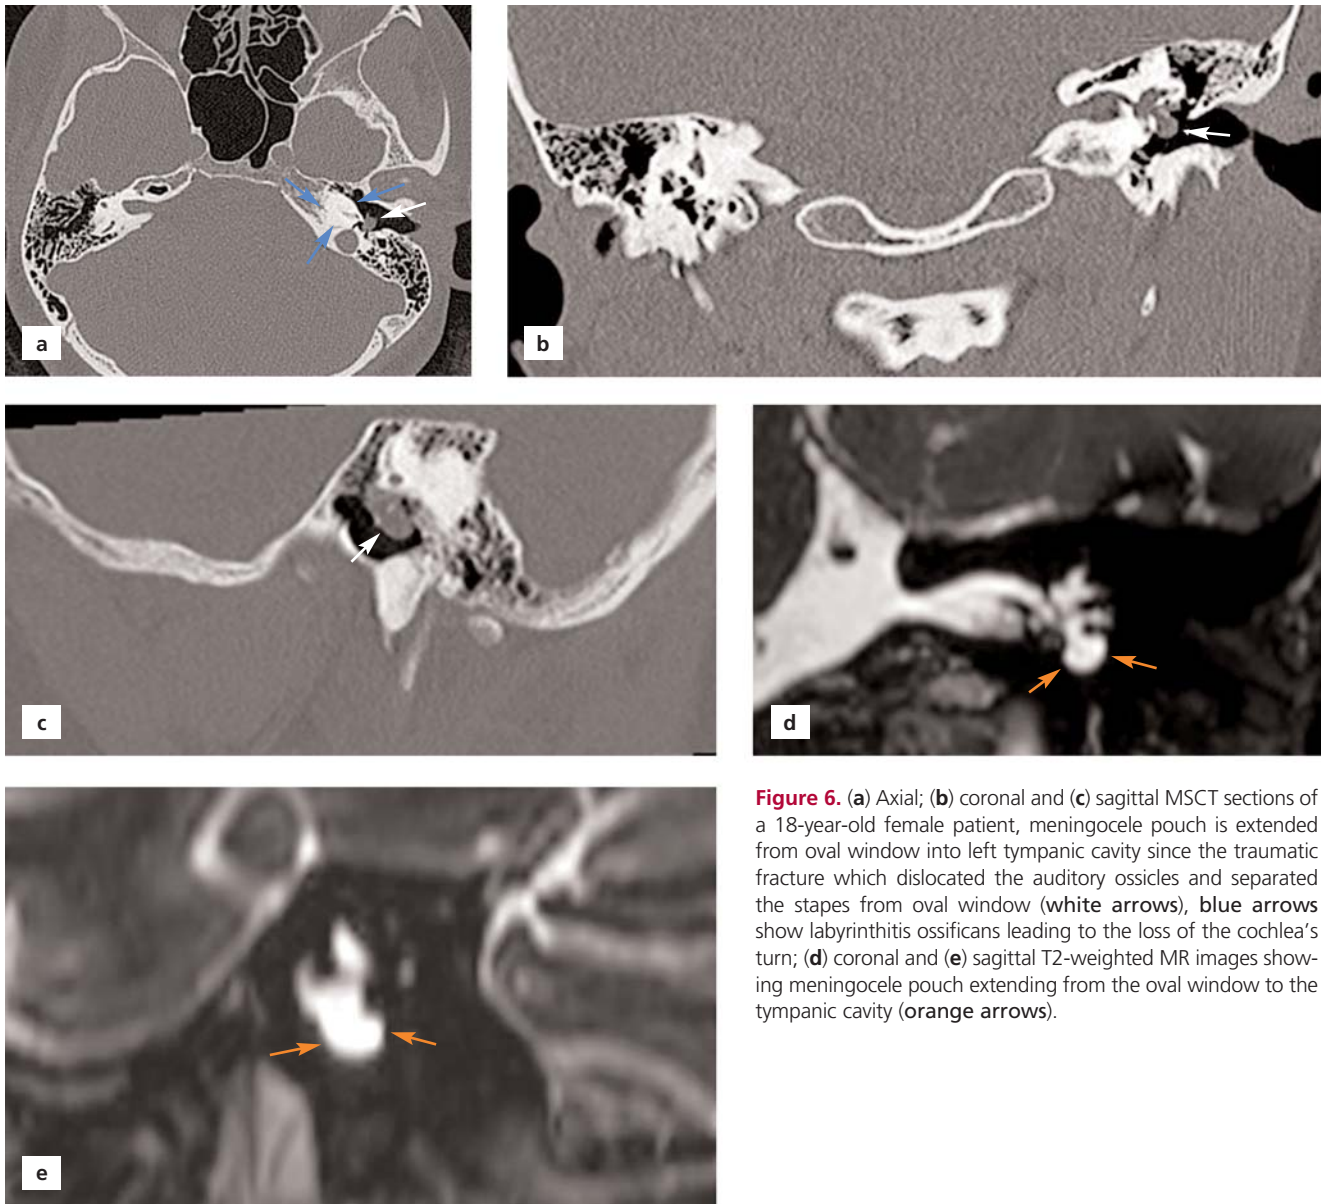 a
b
c
d
e
Figure 6. (a) Axial; (b) coronal and (c) sagittal MSCT sections of
a 18-year-old female patient, meningocele pouch is extended
from oval window into left tympanic cavity since the traumatic
fracture which dislocated the auditory ossicles and separated
the stapes from oval window (white arrows), blue arrows
show labyrinthitis ossificans leading to the loss of the cochlea's
turn; (d) coronal and (e) sagittal T2-weighted MR images show-
ing meningocele pouch extending from the oval window to the
tympanic cavity (orange arrows).